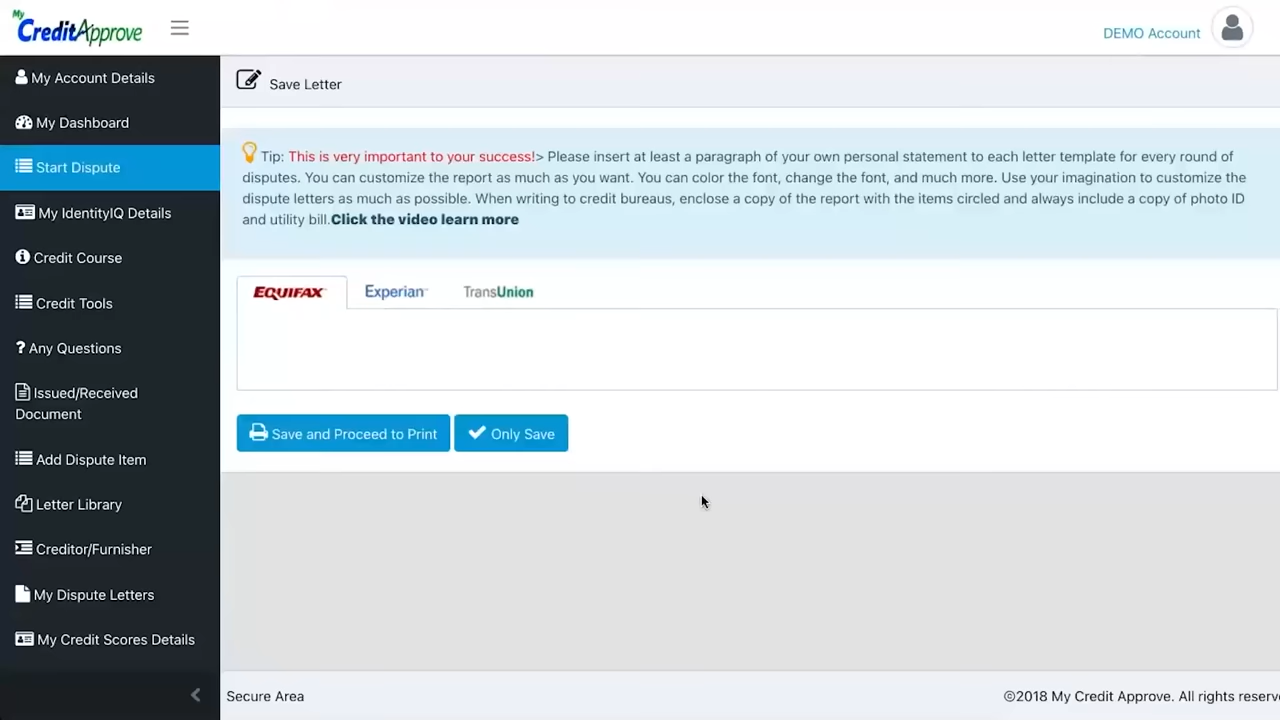 My
CreditApprove
DEMO Account
My Account Details
My Dashboard
Start Dispute
My IdentityIQ Details
Credit Course
Credit Tools
? Any Questions
Issued/Received
Document
Add Dispute Item
Letter Library
Creditor/Furnisher
My Dispute Letters
My Credit Scores Details
Save Letter
Tip: This is very important to your success!> Please insert at least a paragraph of your own personal statement to each letter template for every round of
disputes. You can customize the report as much as you want. You can color the font, change the font, and much more. Use your imagination to customize the
dispute letters as much as possible. When writing to credit bureaus, enclose a copy of the report with the items circled and always include a copy of photo ID
and utility bill.Click the video learn more
EQUIFAX Experian TransUnion
Save and Proceed to Print Only Save
Secure Area
©2018 My Credit Approve. All rights reserv